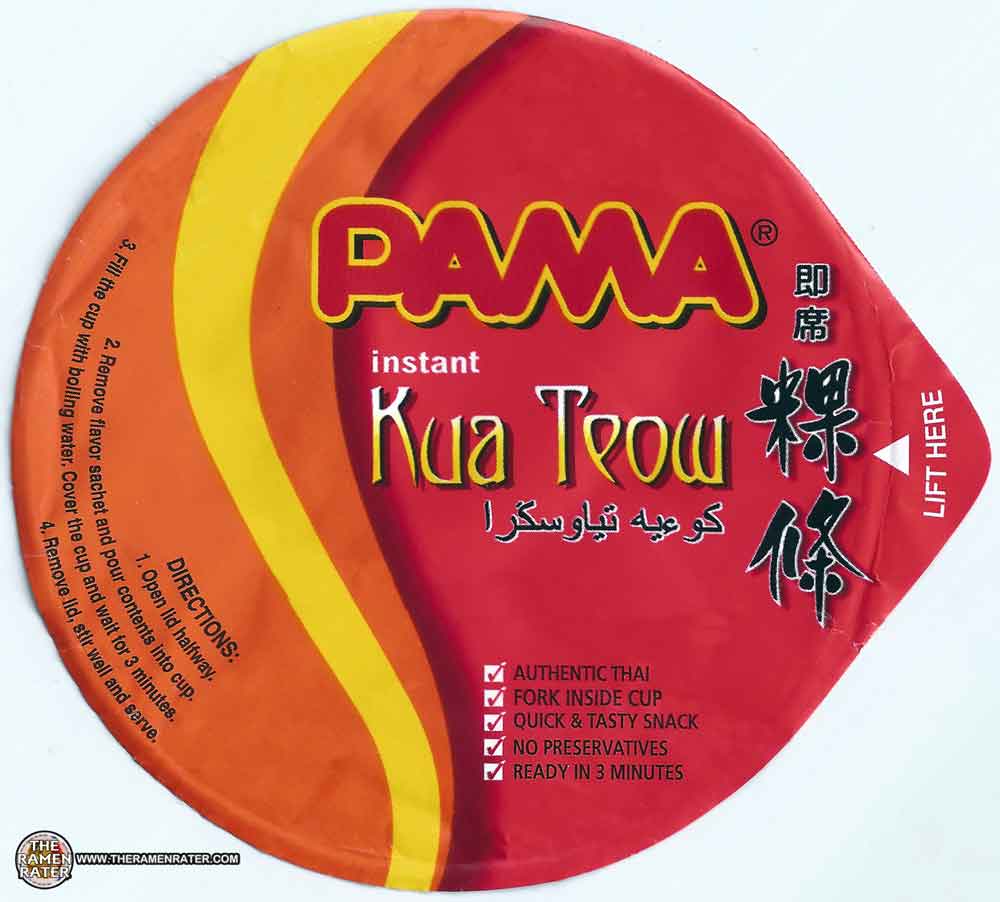 PAMA®
instant
Kua Teow
كوءيه تياو سگرا
即席
粿條
LIFT HERE
DIRECTIONS:
1. Open lid halfway.
2. Remove flavor sachet and pour contents into cup.
3. Fill the cup with boiling water. Cover the cup and wait for 3 minutes.
4. Remove lid, stir well and serve.
AUTHENTIC THAI
FORK INSIDE CUP
QUICK & TASTY SNACK
NO PRESERVATIVES
READY IN 3 MINUTES
THE
RAMEN
RATER
WWW.THERAMENRATER.COM